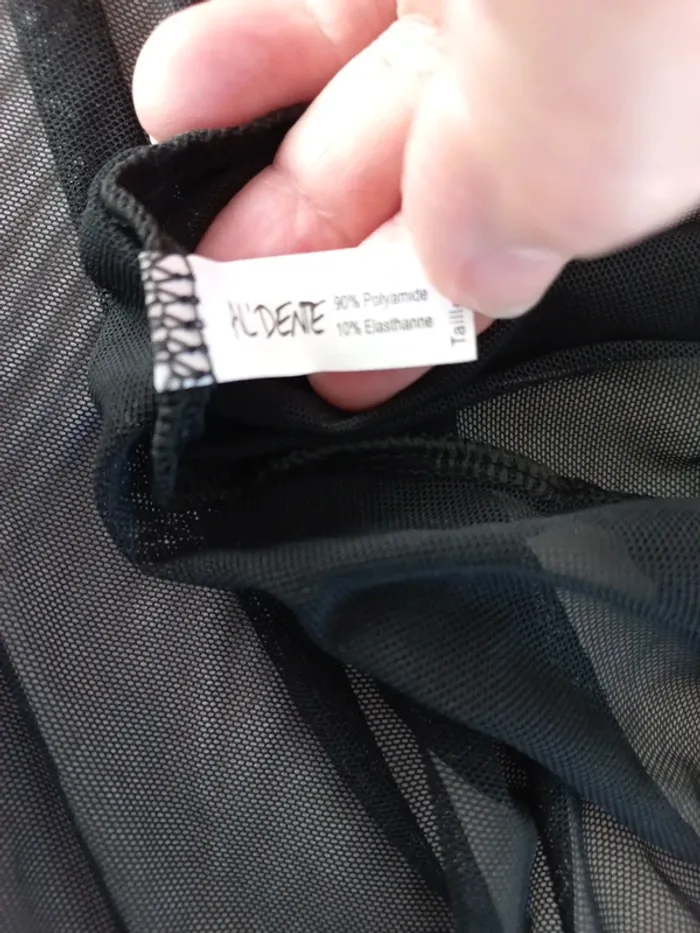 AL'DENTE
90% Polyamide
10% Elasthanne
Taill